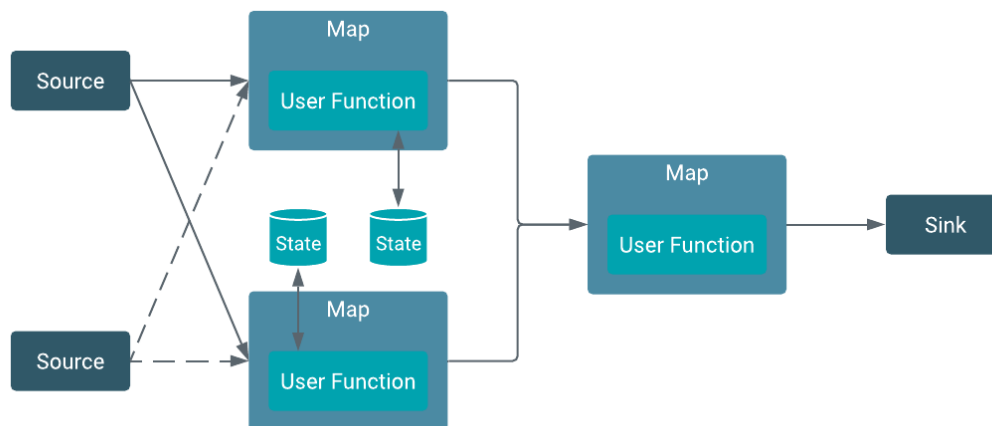 Map
Source
User Function
Map
State
State
User Function
Sink
Map
Source
User Function